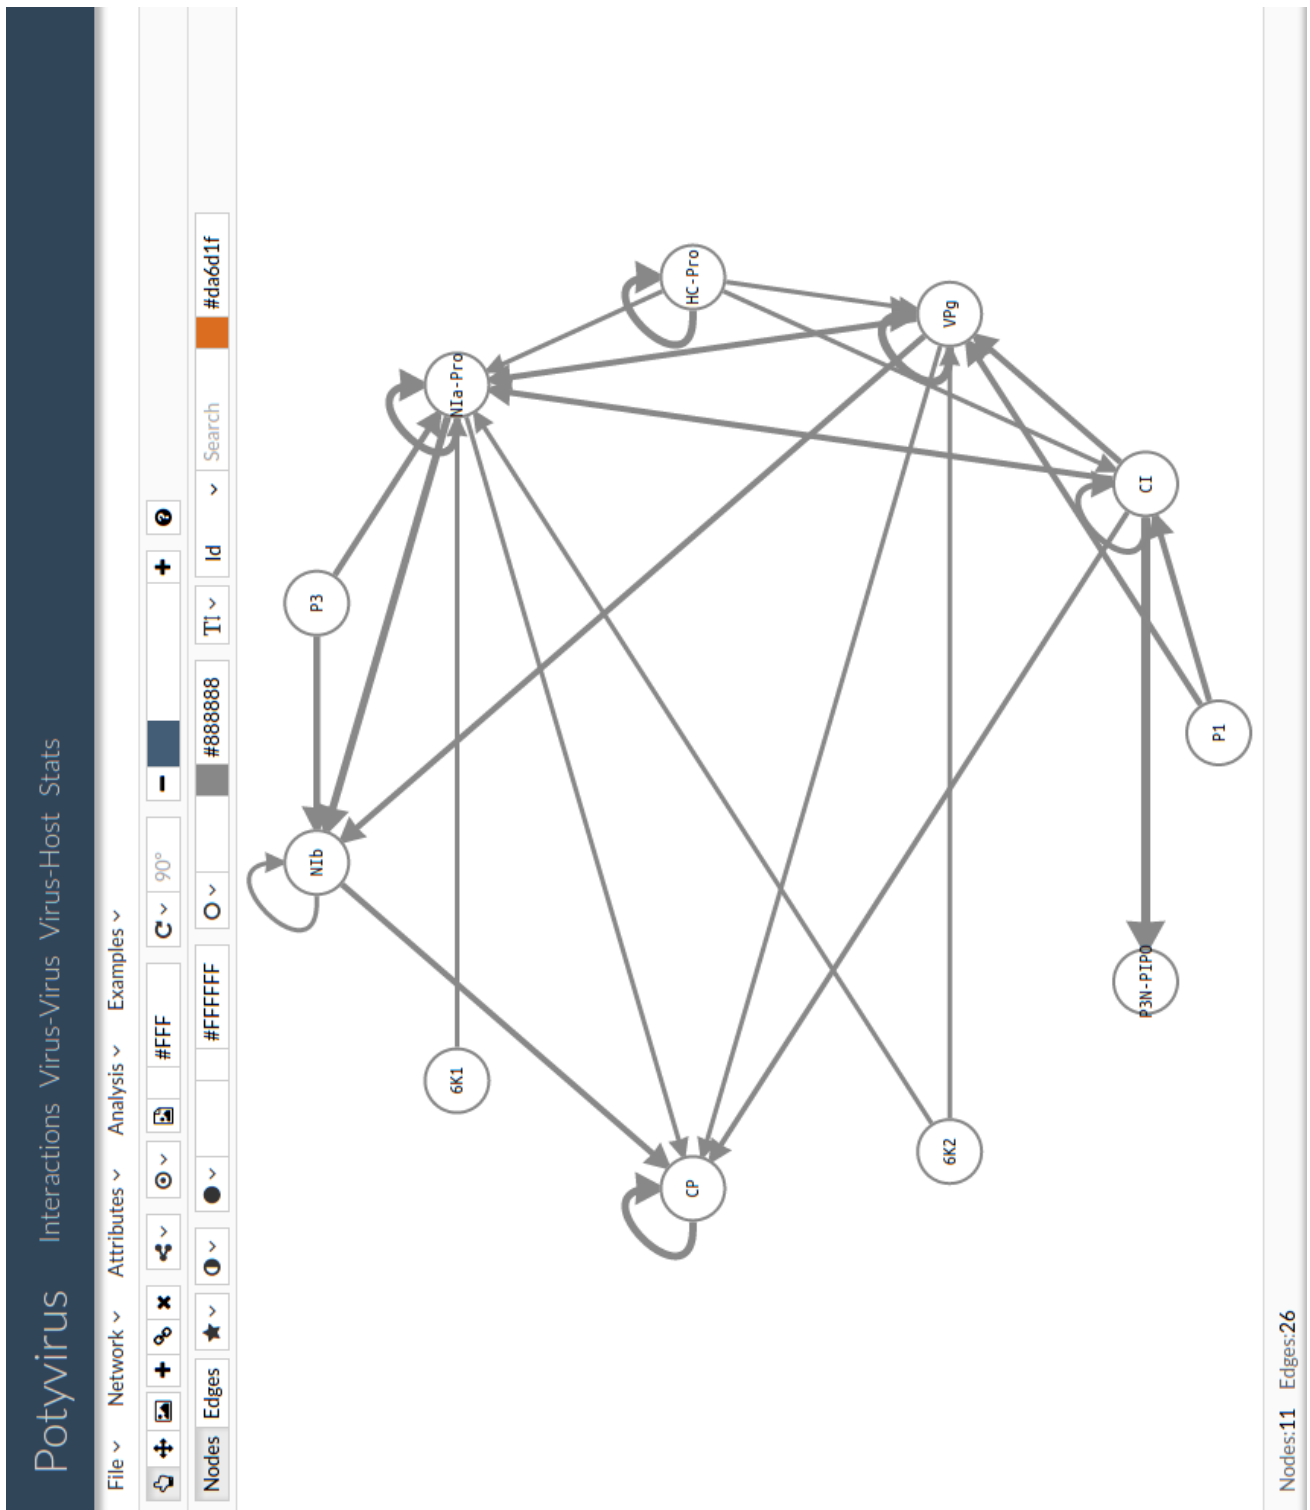 Potyvirus Interactions Virus-Virus Virus-Host Stats
File Network Attributes Analysis Examples
#FFF 90°
Nodes Edges #FFFFFF #888888 T Id Search #da6d1f
P3
NIb
NIa-Pro
6K1
HC-Pro
CP
VPg
6K2
CI
P3N-PIPO
P1
Nodes:11 Edges:26